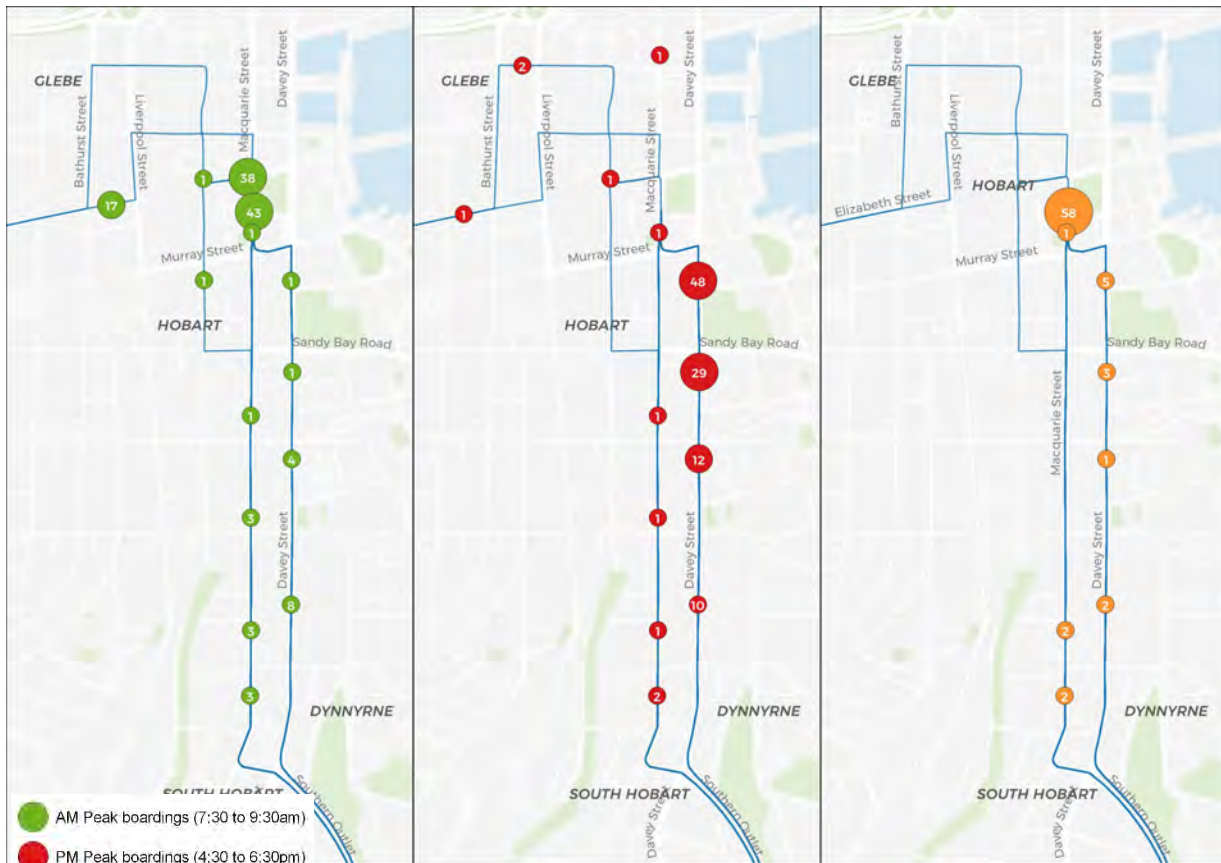 Macquarie Street
Davey Street
GLEBE
Bathurst Street
Liverpool Street
1
38
17
43
1
Murray Street
1
1
HOBART
Sandy Bay Road
1
1
4
3
Davey Street
8
3
3
DYNNYRNE
SOUTH HOBART
Southern Outlet
AM Peak boardings (7:30 to 9:30am)
PM Peak boardings (4:30 to 6:30pm)
1
2
Davey Street
GLEBE
Bathurst Street
Liverpool Street
Macquarie Street
1
1
1
Murray Street
48
HOBART
Sandy Bay Road
29
1
12
1
Davey Street
10
1
2
DYNNYRNE
SOUTH HOBART
Davey Street
Southern Outlet
Davey Street
GLEBE
Bathurst Street
Liverpool Street
HOBART
Elizabeth Street
58
1
Murray Street
5
Sandy Bay Road
3
Macquarie Street
1
Davey Street
2
2
2
DYNNYRNE
SOUTH HOBART
Davey Street
Southern Outlet